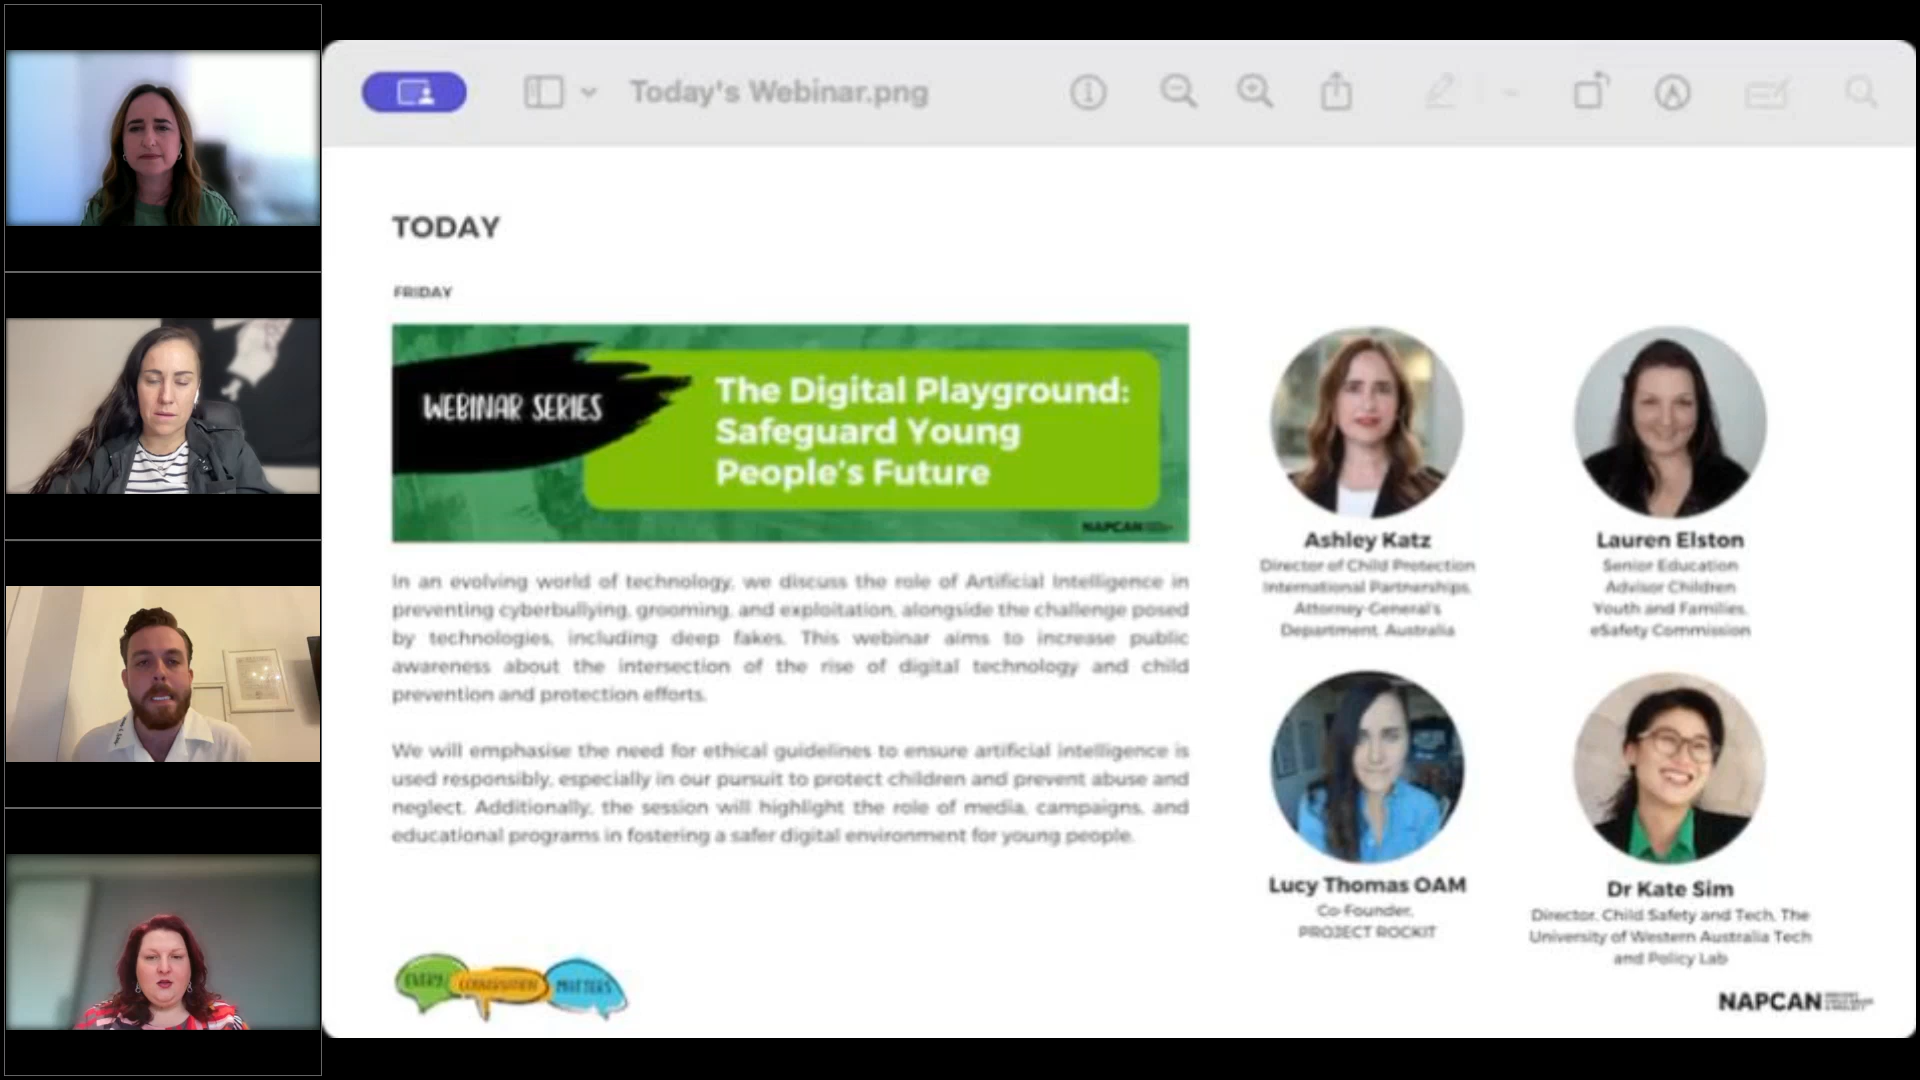 Today's Webinar.png
TODAY
FRIDAY
WEBINAR SERIES
The Digital Playground:
Safeguard Young
People's Future
NAPCAN
In an evolving world of technology, we discuss the role of Artificial Intelligence in
preventing cyberbullying, grooming, and exploitation, alongside the challenge posed
by technologies, including deep fakes. This webinar aims to increase public
awareness about the intersection of the rise of digital technology and child
prevention and protection efforts.
We will emphasise the need for ethical guidelines to ensure artificial intelligence is
used responsibly, especially in our pursuit to protect children and prevent abuse and
neglect. Additionally, the session will highlight the role of media, campaigns, and
educational programs in fostering a safer digital environment for young people.
Ashley Katz
Director of Child Protection
International Partnerships,
Attorney-General's
Department, Australia
Lauren Elston
Senior Education
Advisor Children
Youth and Families,
eSafety Commission
Lucy Thomas OAM
Co-Founder,
PROJECT ROCKIT
Dr Kate Sim
Director, Child Safety and Tech, The
University of Western Australia Tech
and Policy Lab
EVERY CONVERSATION MATTERS
NAPCAN